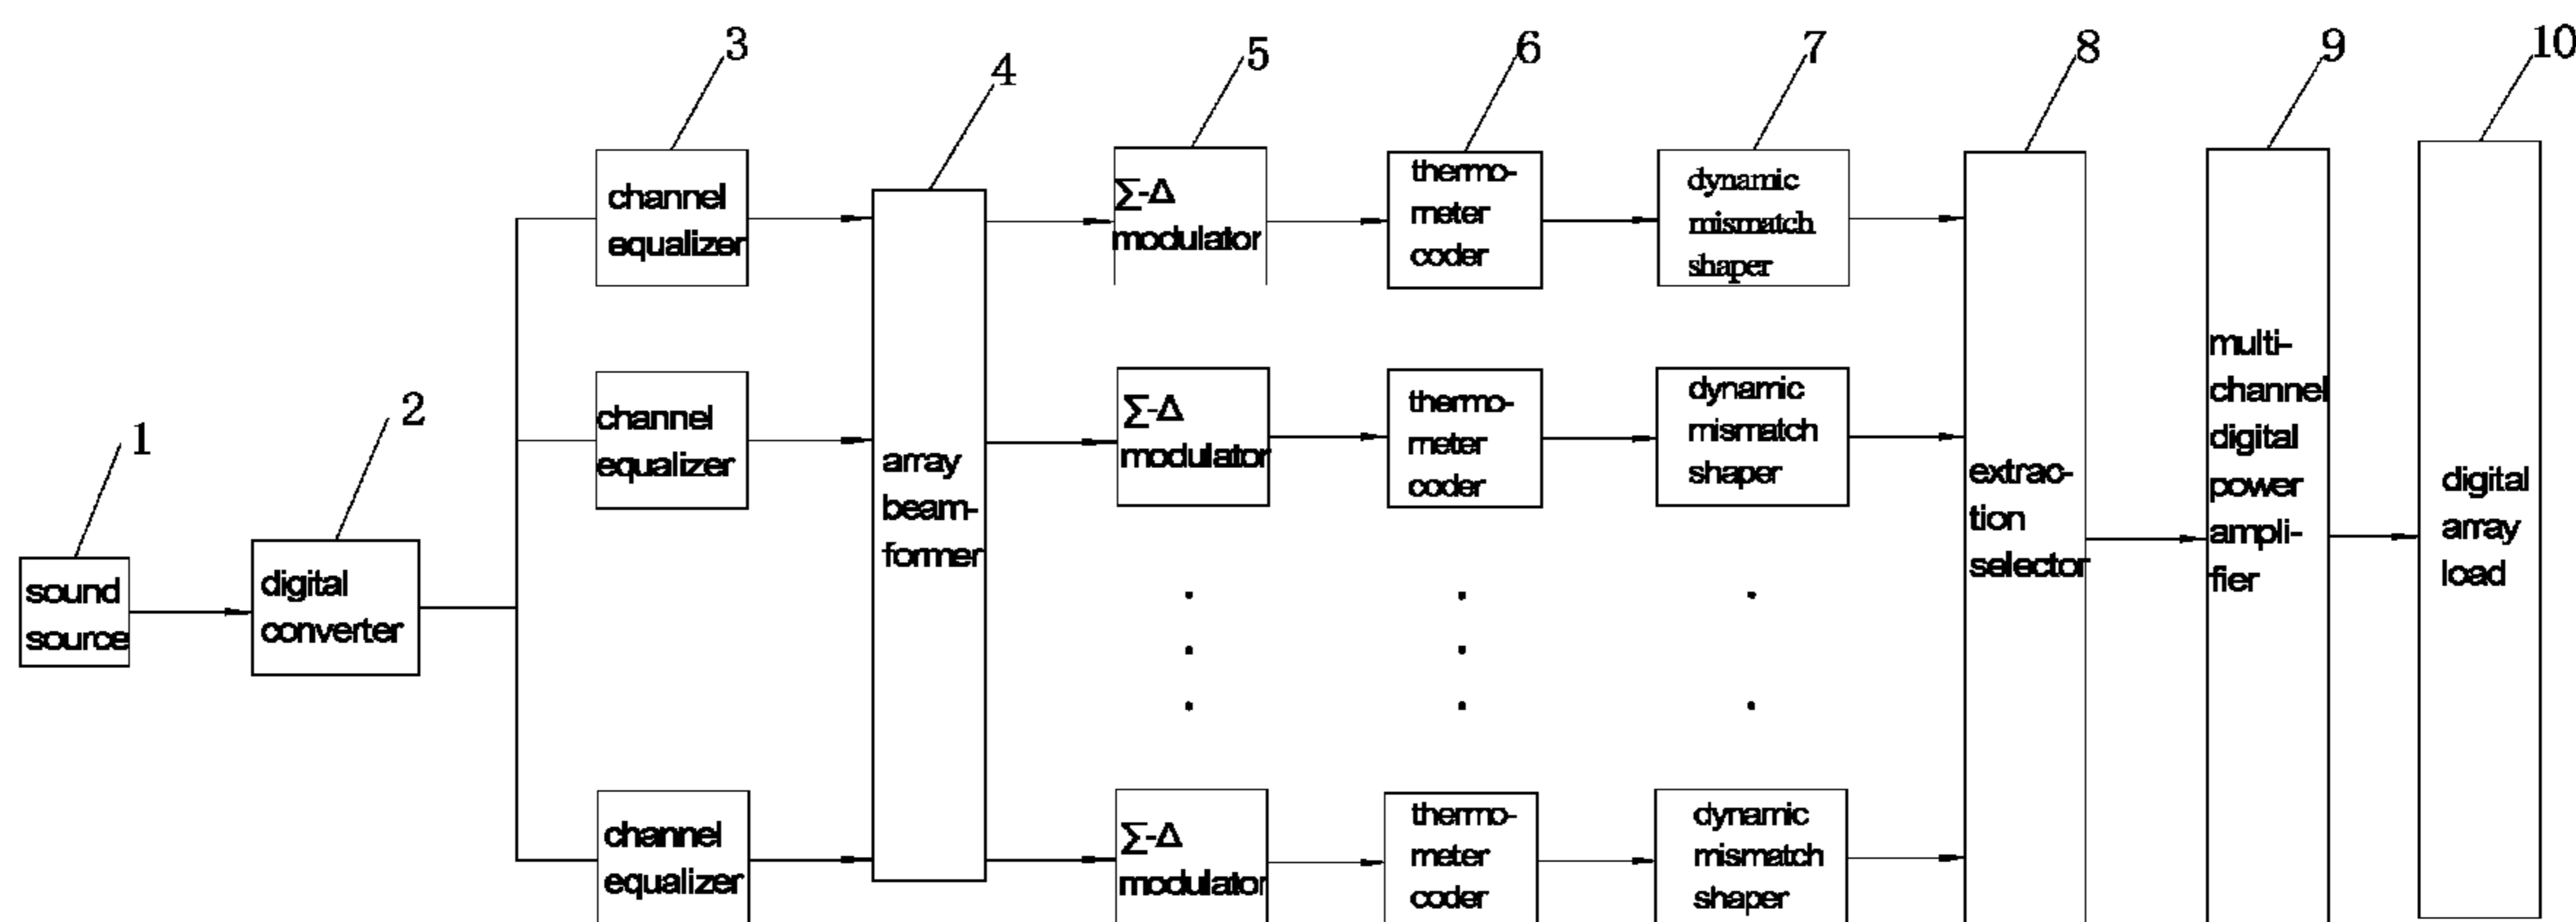 1
sound
source
2
digital
converter
3
channel
equalizer
channel
equalizer
channel
equalizer
4
array
beam-
former
5
∑-Δ
modulator
∑-Δ
modulator
∑-Δ
modulator
6
thermo-
meter
coder
thermo-
meter
coder
thermo-
meter
coder
7
dynamic
mismatch
shaper
dynamic
mismatch
shaper
dynamic
mismatch
shaper
8
extrac-
tion
selector
9
multi-
channel
digital
power
ampli-
fier
10
digital
array
load